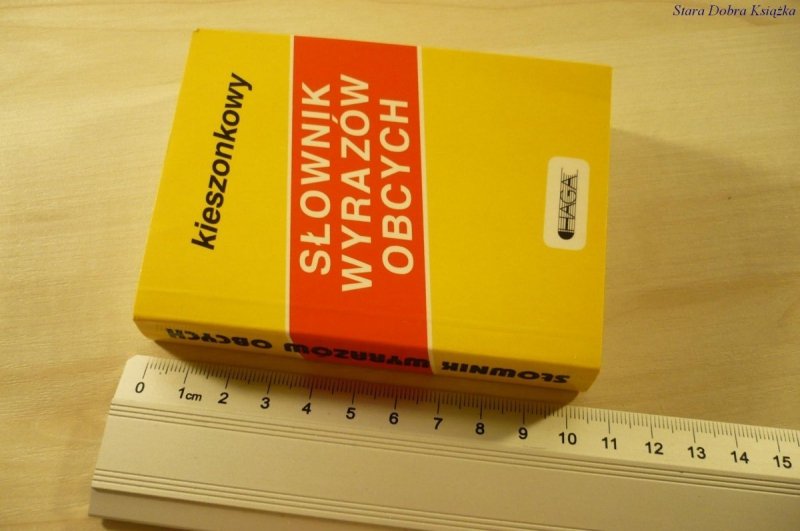 Stara Dobra Książka
kieszonkowy
SŁOWNIK
WYRAZÓW
OBCYCH
HAGA
SŁOWNIK WYRAZÓW OBCYCH
0 1cm 2 3 4 5 6 7 8 9 10 11 12 13 14 15